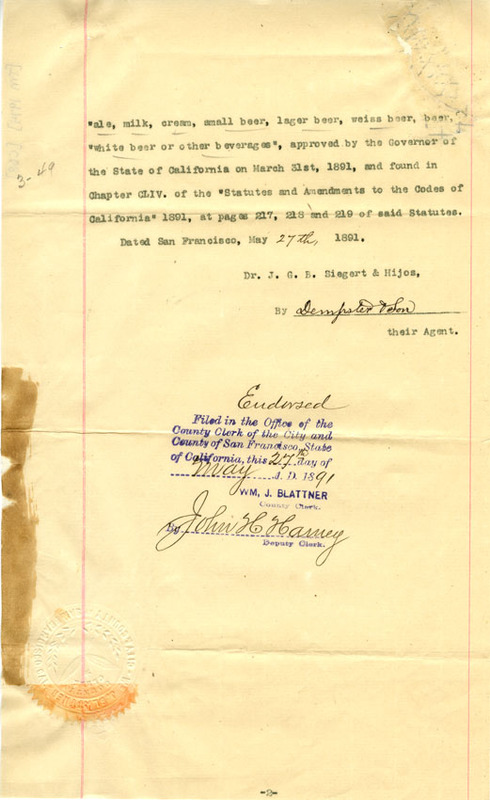 "ale, milk, cream, small beer, lager beer, weiss beer, beer,
"white beer or other beverages", approved by the Governor of
the State of California on March 31st, 1891, and found in
Chapter CLIV. of the "Statutes and Amendments to the Codes of
California" 1891, at pages 217, 218 and 219 of said Statutes.
Dated San Francisco, May 27th, 1891.
Dr. J. G. B. Siegert & Hijos,
By Dempster & Son
their Agent.
3-49
Endorsed
Filed in the Office of the
County Clerk of the City and
County of San Francisco, State
of California, this 27th day of
May A. D. 1891
WM. J. BLATTNER
County Clerk.
By John H Harney
Deputy Clerk.
-2-